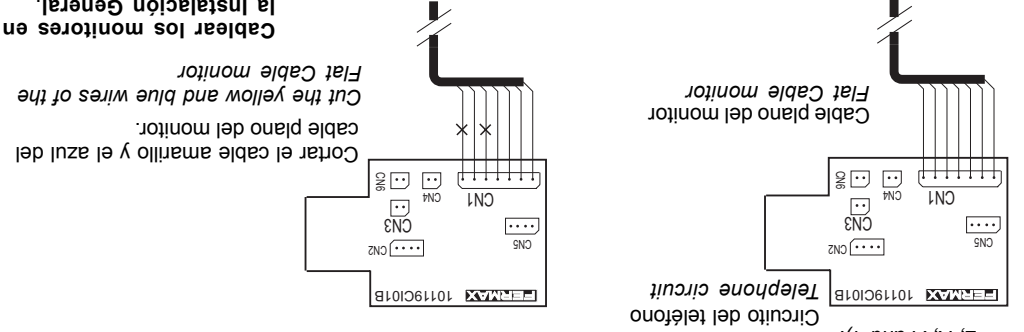 and
Circuito del teléfono
Telephone circuit
FERMAX 10119CI01B
CN5
CN2
CN3
CN1
CN4
CN6
Cable plano del monitor
Flat Cable monitor
FERMAX 10119CI01B
CN5
CN2
CN3
CN1
CN4
CN6
Cortar el cable amarillo y el azul del
cable plano del monitor.
Cut the yellow and blue wires of the
Flat Cable monitor
Cablear los monitores en
la Instalación General.